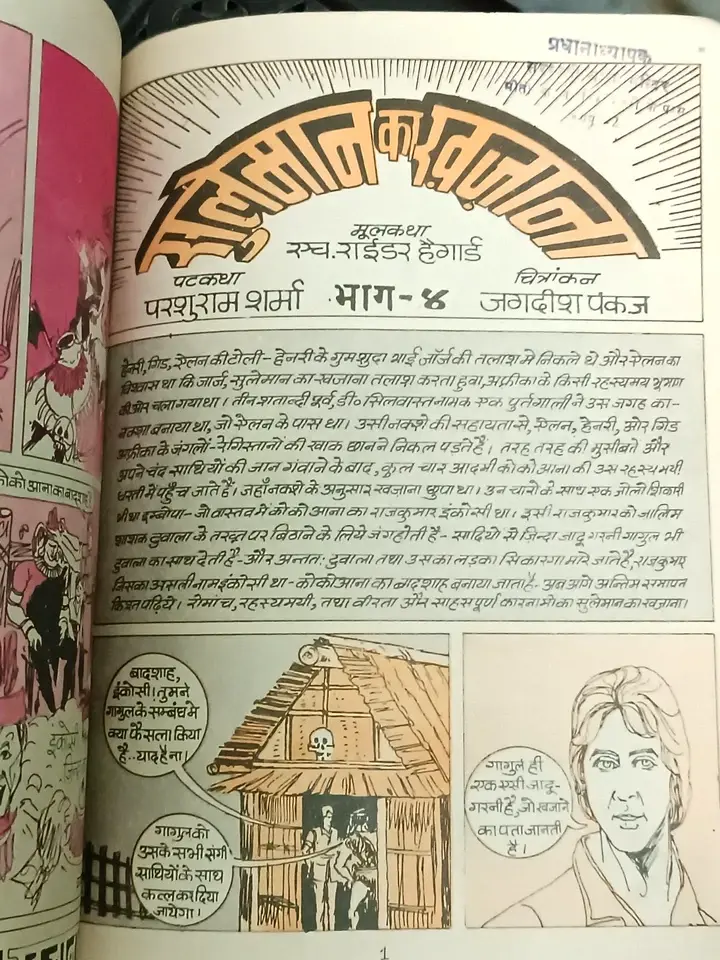 प्रधानाध्यापक
सुलेमान का ख़ज़ाना
मूलकथा
एच. राईडर हैगार्ड
पटकथा
परशुराम शर्मा
भाग-४
चित्रांकन
जगदीश पंकज
हेनरी, गिड, ऐलन की टोली - हेनरी के गुमशुदा भाई जॉर्ज की तलाश में निकले थे और ऐलन का
विश्वास था कि जार्ज, सुलेमान का खजाना तलाश करता हुवा, अफ्रीका के किसी रहस्यमय भूभाग
की ओर चला गया था। तीन शताब्दी पूर्व, डी॰ सिलवास्त नामक एक पुर्तगाली ने उस जगह का-
नक्शा बनाया था, जो ऐलन के पास था। उसी नक्शे की सहायता से, ऐलन, हेनरी, और गिड
अफ्रीका के जंगलों-रेगिस्तानों की खाक छानने निकल पड़ते हैं। तरह तरह की मुसीबतें और
अपने चंद साथियों की जान गंवाने के बाद, कुल चार आदमी कोकोआना की उस रहस्यमयी
धरती में पहुँच जाते हैं। जहाँ नक्शे के अनुसार खज़ाना छुपा था। इन चारों के साथ एक जोली शिकारी
भी था इम्बोपा- जो वास्तव में कोकोआना का राजकुमार इंकोसी था। इसी राजकुमार को जालिम
शासक टुवाला के तख्त पर बिठाने के लिये जंग होती है- सदियों से ज़िन्दा जादूगरनी गागुल भी
टुवाला का साथ देती है- और अन्ततः टुवाला तथा उसका लड़का सिकारगा मारे जाते हैं, राजकुमार
जिसका असली नाम इंकोसी था- कोकोआना का बादशाह बनाया जाता है. अब आगे अन्तिम समापन
किश्त पढ़िये। रोमांच, रहस्यमयी, तथा वीरता और साहसपूर्ण कारनामों का सुलेमान का खजाना।
कोकोआना का बादशाह
बादशाह,
इंकोसी। तुमने
गागुल के सम्बंध में
क्या फैसला किया
है.. याद है ना।
गागुल को
उसके सभी संगी
साथियों के साथ
कत्ल कर दिया
जायेगा।
गागुल ही
एक ऐसी जादू-
गरनी है, जो खजाने
का पता जानती
है।
1